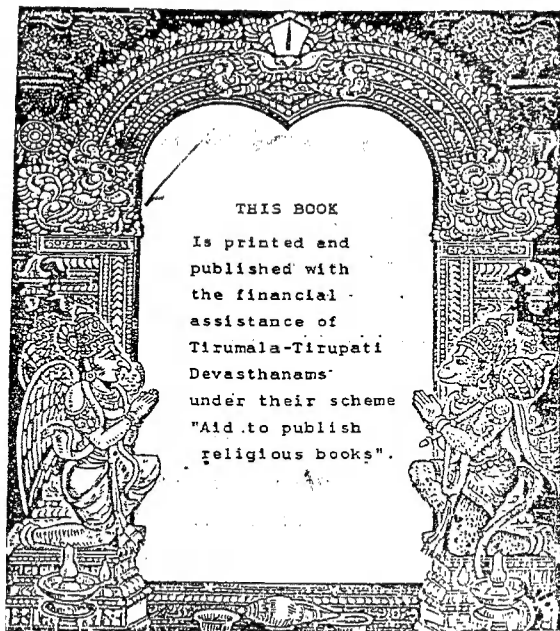 THIS BOOK
Is printed and
published with
the financial
assistance of
Tirumala-Tirupati
Devasthanams
under their scheme
"Aid to publish
religious books".